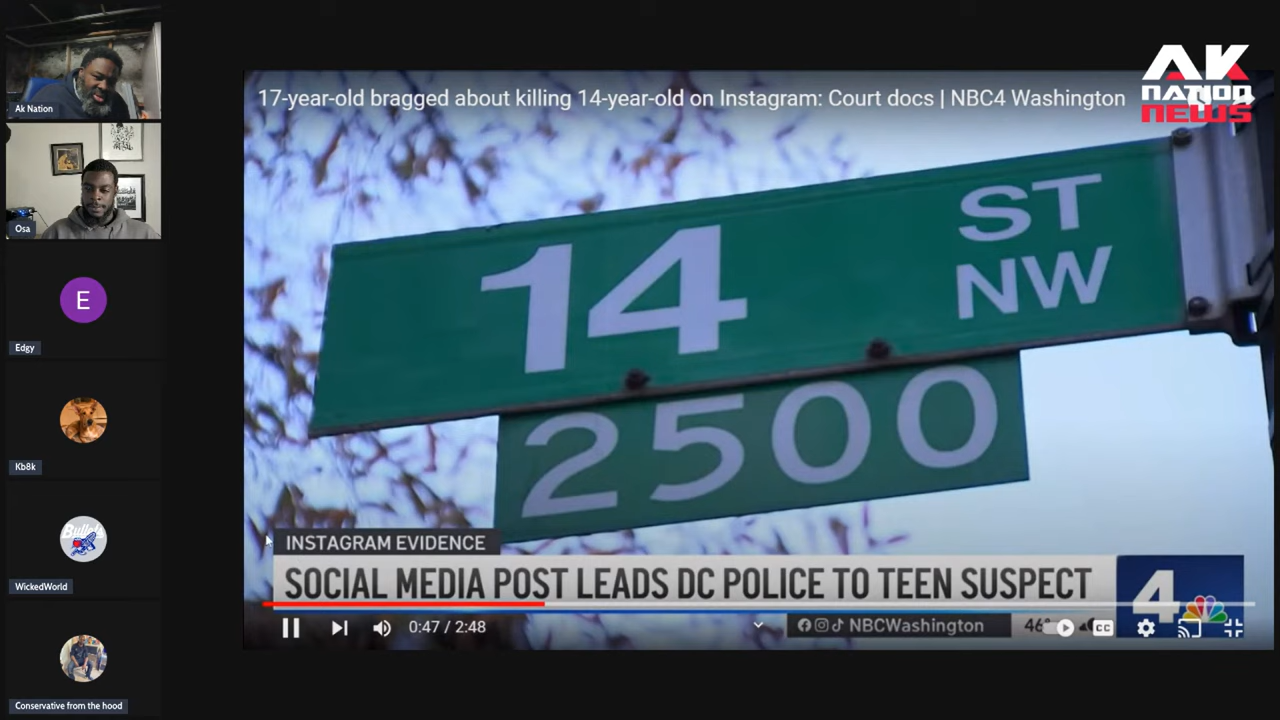 Ak Nation
Osa
E
Edgy
Kb8k
Bullets
WickedWorld
Conservative from the hood
17-year-old bragged about killing 14-year-old on Instagram: Court docs | NBC4 Washington
AK
NATION
NEWS
14 ST
NW
2500
INSTAGRAM EVIDENCE
SOCIAL MEDIA POST LEADS DC POLICE TO TEEN SUSPECT
4
0:47 / 2:48
NBCWashington
46°
CC